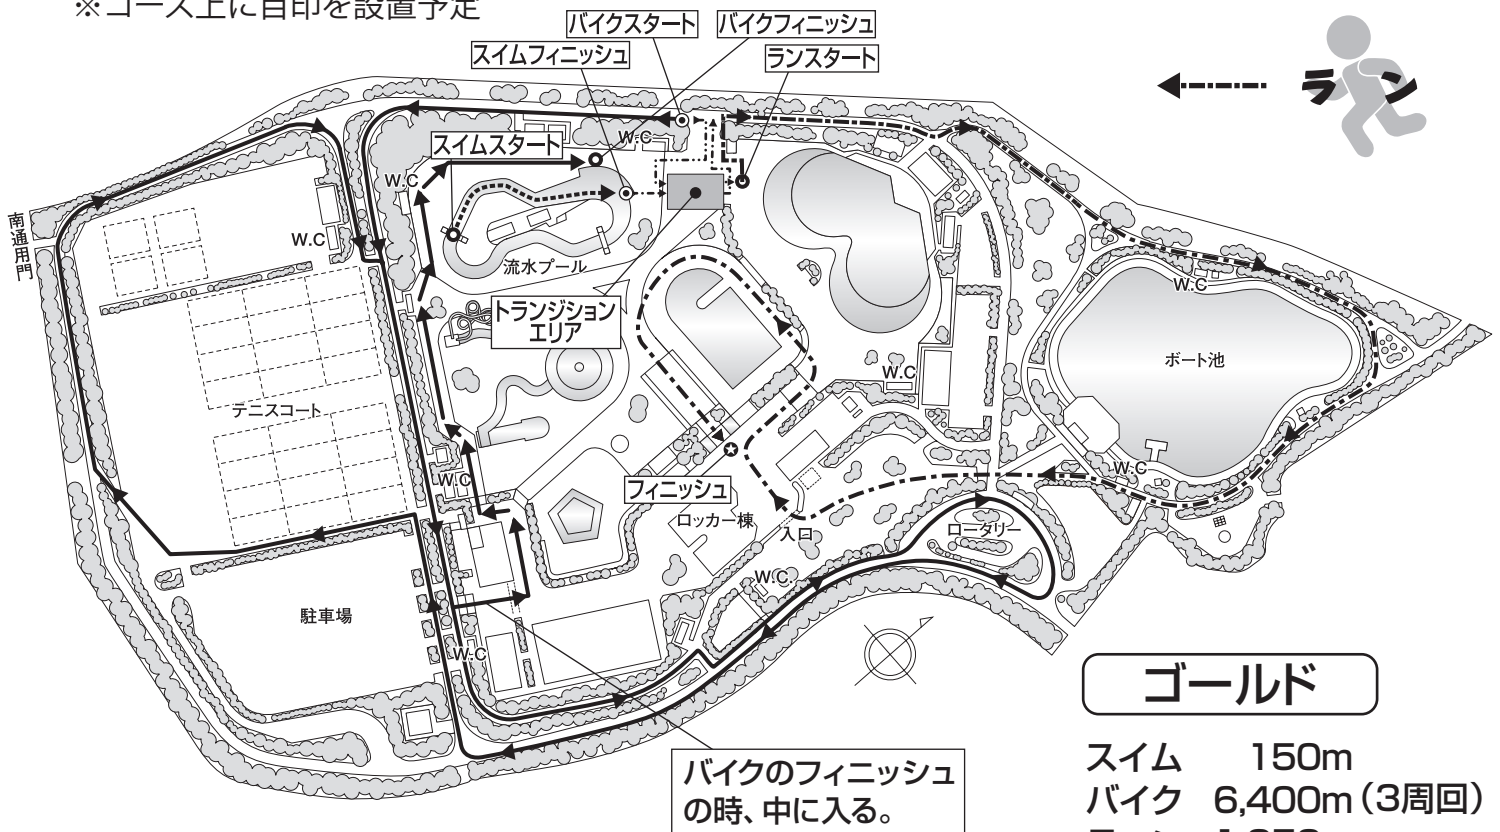 ※コース上に目印を設置予定
バイクスタート
バイクフィニッシュ
スイムフィニッシュ
ランスタート
ラン
スイムスタート
W.C
W.C
W.C
南通用門
流水プール
W.C
トランジション
エリア
ボート池
W.C
テニスコート
W.C
W.C
フィニッシュ
ロッカー棟
入口
ロータリー
W.C.
駐車場
W.C
ゴールド
バイクのフィニッシュ
の時、中に入る。
スイム 150m
バイク 6,400m(3周回)